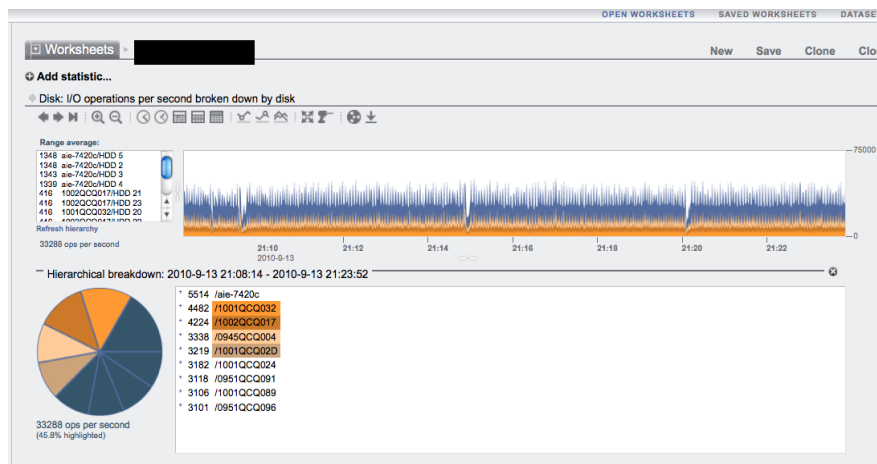 OPEN WORKSHEETS SAVED WORKSHEETS DATASE
Worksheets
New Save Clone Clo
Add statistic...
Disk: I/O operations per second broken down by disk
Range average:
1348 aie-7420c/HDD 5
1348 aie-7420c/HDD 2
1343 aie-7420c/HDD 3
1339 aie-7420c/HDD 4
416 1002QCQ017/HDD 21
416 1002QCQ017/HDD 23
416 1001QCQ032/HDD 20
Refresh hierarchy
33288 ops per second
75000
0
21:10 21:12 21:14 21:16 21:18 21:20 21:22
2010-9-13
Hierarchical breakdown: 2010-9-13 21:08:14 - 2010-9-13 21:23:52
5514 /aie-7420c
4482 /1001QCQ032
4224 /1002QCQ017
3338 /0945QCQ004
3219 /1001QCQ02D
3182 /1001QCQ024
3118 /0951QCQ091
3106 /1001QCQ089
3101 /0951QCQ096
33288 ops per second
(45.8% highlighted)